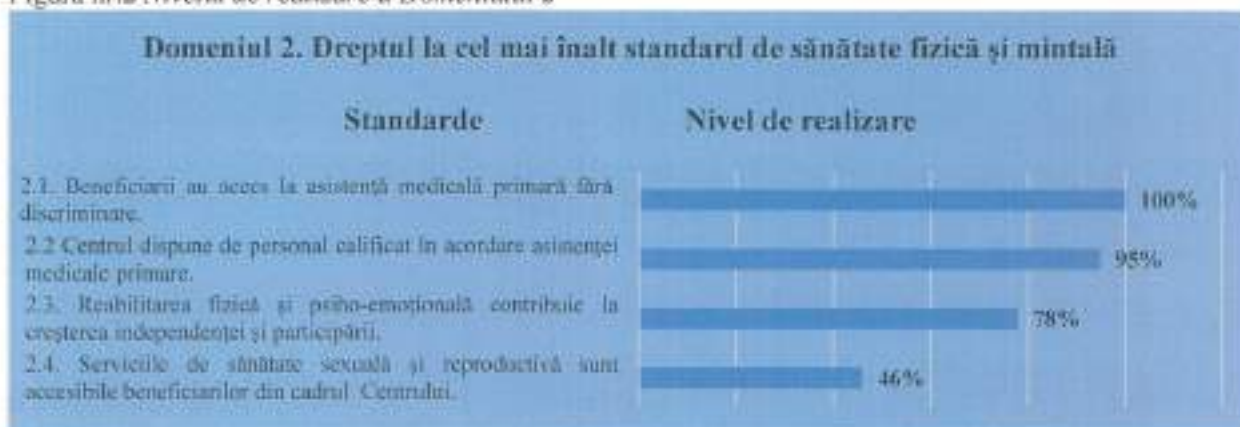 Domeniul 2. Dreptul la cel mai înalt standard de sănătate fizică și mintală
Standarde
Nivel de realizare
2.1. Beneficiarii au acces la asistență medicală primară fără
discriminare.
100%
2.2 Centrul dispune de personal calificat în acordare asistenței
medicale primare.
95%
2.3. Reabilitarea fizică și psiho-emoțională contribuie la
creșterea independenței și participării.
78%
2.4. Serviciile de sănătate sexuală și reproductivă sunt
accesibile beneficiarilor din cadrul Centrului.
46%